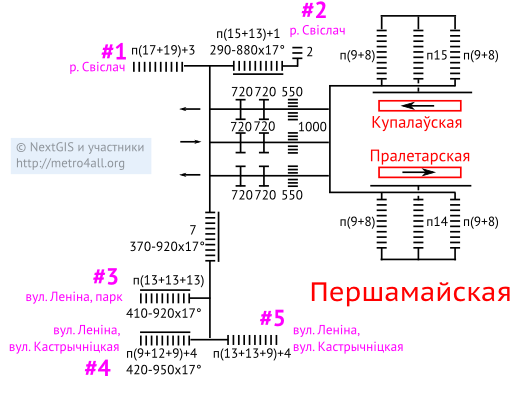 #2
п(15+13)+1
р. Свіслач
#1
п(17+19)+3
290-880x17°
2
р. Свіслач
п(9+8)
п15
п(9+8)
720
720
550
Купалаўская
720
720
1000
© NextGIS и участники
http://metro4all.org
Пралетарская
720
720
550
п(9+8)
п14
п(9+8)
7
370-920x17°
#3
п(13+13+13)
вул. Леніна, парк
410-920x17°
Першамайская
#5
вул. Леніна,
вул. Кастрычніцкая
вул. Леніна,
вул. Кастрычніцкая
п(9+12+9)+4
п(13+13+9)+4
#4
420-950x17°